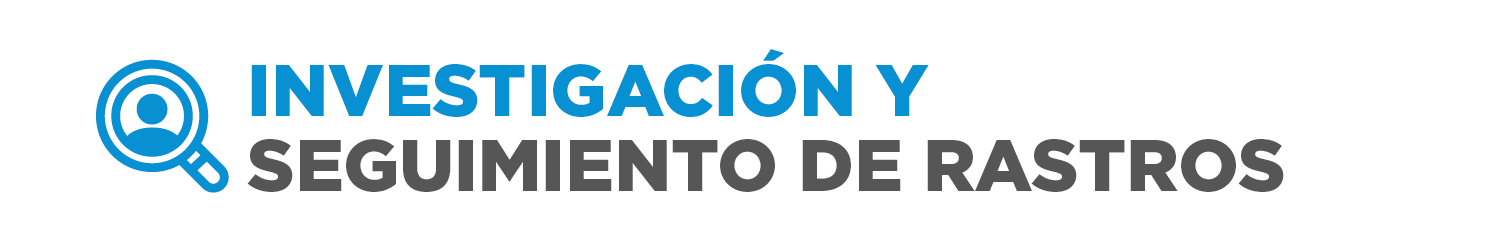 INVESTIGACIÓN Y
SEGUIMIENTO DE RASTROS